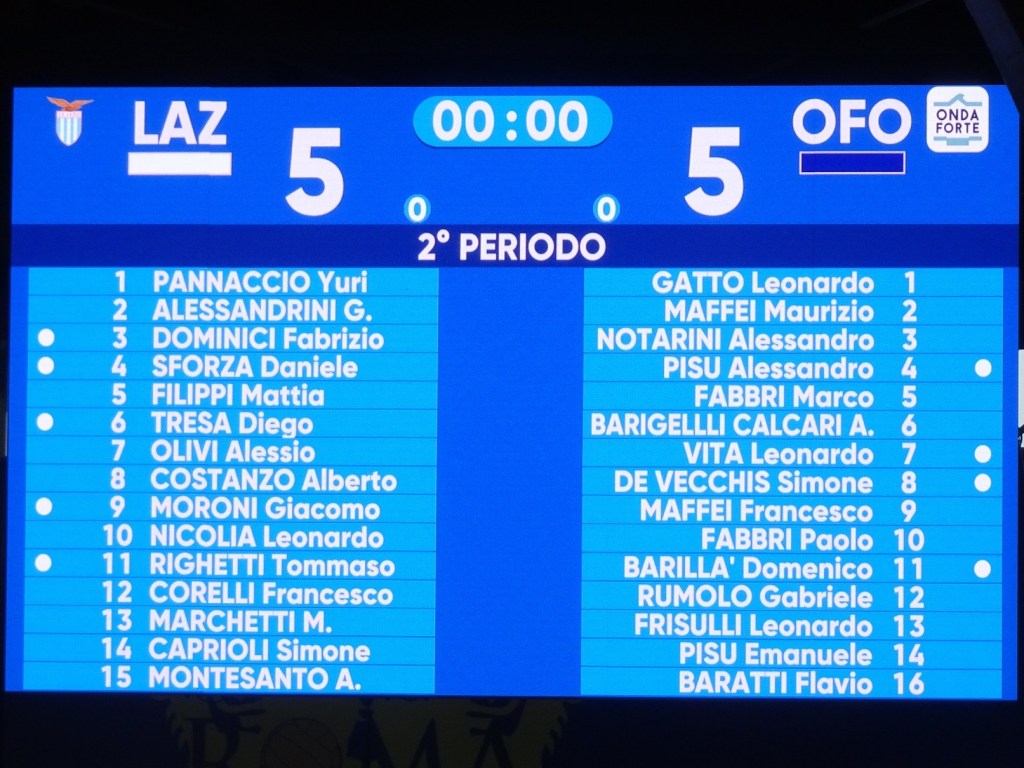 LAZ 5 00:00 5 OFO ONDA FORTE
0 0
2° PERIODO
1 PANNACCIO Yuri GATTO Leonardo 1
2 ALESSANDRINI G. MAFFEI Maurizio 2
3 DOMINICI Fabrizio NOTARINI Alessandro 3
4 SFORZA Daniele PISU Alessandro 4
5 FILIPPI Mattia FABBRI Marco 5
6 TRESA Diego BARIGELLLI CALCARI A. 6
7 OLIVI Alessio VITA Leonardo 7
8 COSTANZO Alberto DE VECCHIS Simone 8
9 MORONI Giacomo MAFFEI Francesco 9
10 NICOLIA Leonardo FABBRI Paolo 10
11 RIGHETTI Tommaso BARILLA' Domenico 11
12 CORELLI Francesco RUMOLO Gabriele 12
13 MARCHETTI M. FRISULLI Leonardo 13
14 CAPRIOLI Simone PISU Emanuele 14
15 MONTESANTO A. BARATTI Flavio 16
ROMA